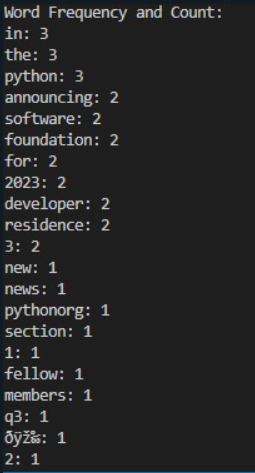 Word Frequency and Count:
in: 3
the: 3
python: 3
announcing: 2
software: 2
foundation: 2
for: 2
2023: 2
developer: 2
residence: 2
3: 2
new: 1
news: 1
pythonorg: 1
section: 1
1: 1
fellow: 1
members: 1
q3: 1
ðÿž‰: 1
2: 1